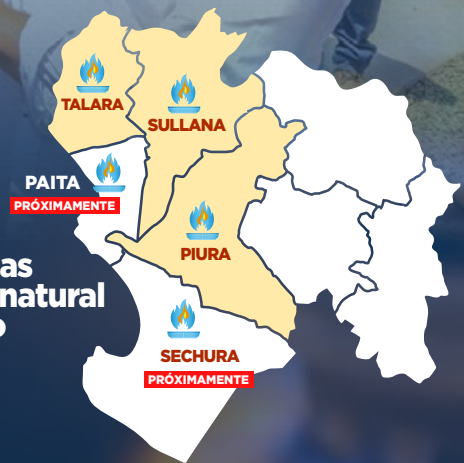 TALARA
SULLANA
PAITA
PRÓXIMAMENTE
PIURA
as
natural
SECHURA
PRÓXIMAMENTE